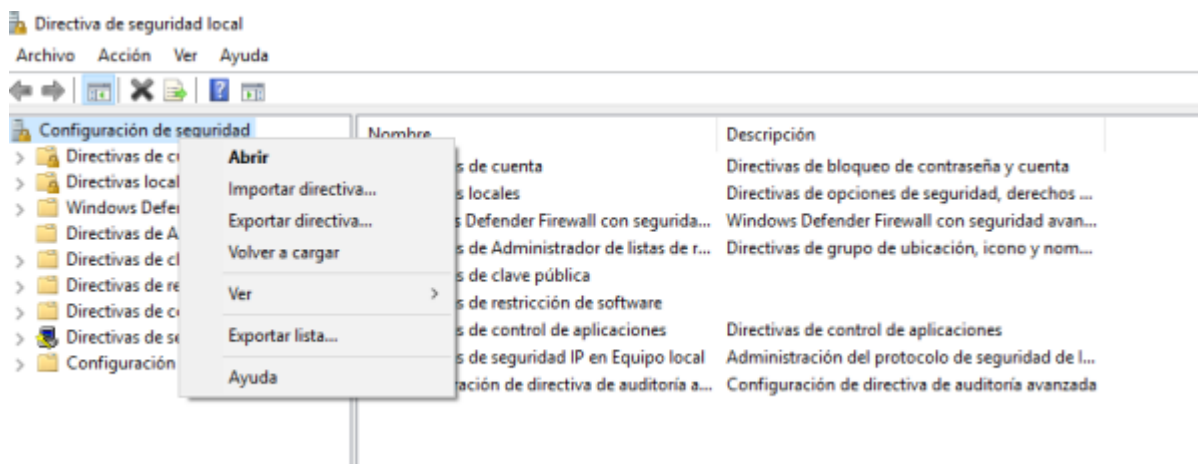 Directiva de seguridad local
Archivo Acción Ver Ayuda
Configuración de seguridad
Nombre Descripción
Directivas de c
Directivas local
Windows Defe
Directivas de A
Directivas de cl
Directivas de re
Directivas de c
Directivas de se
Configuración
Abrir
Importar directiva...
Exportar directiva...
Volver a cargar
Ver
Exportar lista...
Ayuda
s de cuenta Directivas de bloqueo de contraseña y cuenta
s locales Directivas de opciones de seguridad, derechos ...
s Defender Firewall con segurida... Windows Defender Firewall con seguridad avan...
s de Administrador de listas de r... Directivas de grupo de ubicación, icono y nom...
s de clave pública
s de restricción de software
s de control de aplicaciones Directivas de control de aplicaciones
s de seguridad IP en Equipo local Administración del protocolo de seguridad de l...
ración de directiva de auditoría a... Configuración de directiva de auditoría avanzada